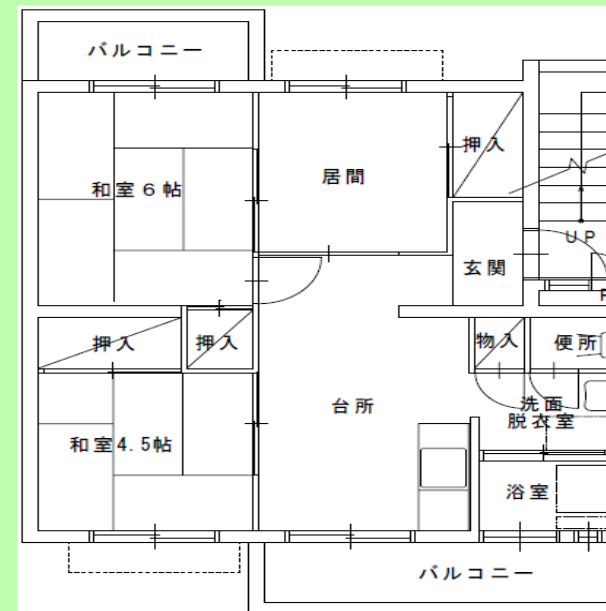 バルコニー
押入
居間
和室６帖
UP
玄関
押入
押入
物入
便所
台所
洗面
脱衣室
和室4.5帖
浴室
バルコニー